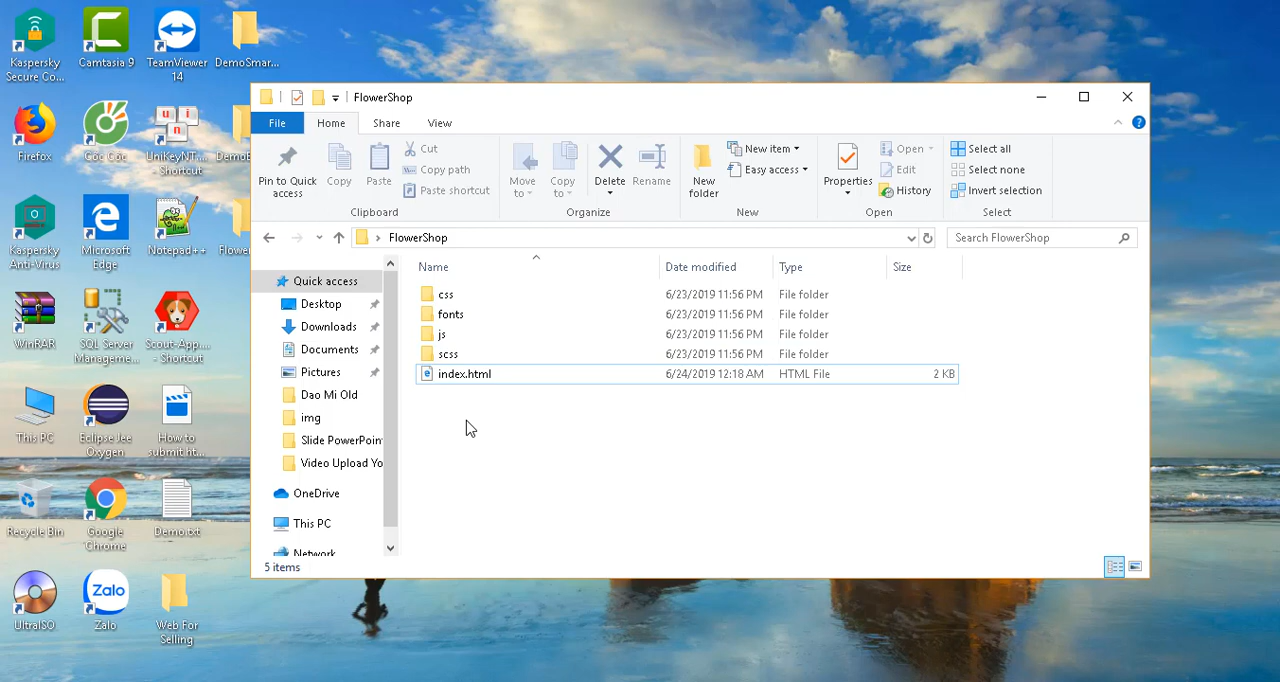 Kaspersky
Secure Co...
Camtasia 9
TeamViewer
14
DemoSmar...
Firefox
Cốc Cốc
UniKeyNT....
- Shortcut
Kaspersky
Anti-Virus
Microsoft
Edge
Notepad++
WinRAR
SQL Server
Manageme...
Scout-App....
- Shortcut
This PC
Eclipse Jee
Oxygen
How to
submit ht...
Recycle Bin
Google
Chrome
Demo.txt
UltraISO
Zalo
Zalo
Web For
Selling
FlowerShop
File
Home
Share
View
Pin to Quick
access
Copy
Paste
Cut
Copy path
Paste shortcut
Clipboard
Move
to
Copy
to
Delete
Rename
Organize
New
folder
New item
Easy access
New
Properties
Open
Edit
History
Open
Select all
Select none
Invert selection
Select
FlowerShop
Search FlowerShop
Quick access
Desktop
Downloads
Documents
Pictures
Dao Mi Old
img
Slide PowerPoin
Video Upload Yo
OneDrive
This PC
Network
Name Date modified Type Size
css 6/23/2019 11:56 PM File folder
fonts 6/23/2019 11:56 PM File folder
js 6/23/2019 11:56 PM File folder
scss 6/23/2019 11:56 PM File folder
index.html 6/24/2019 12:18 AM HTML File 2 KB
5 items